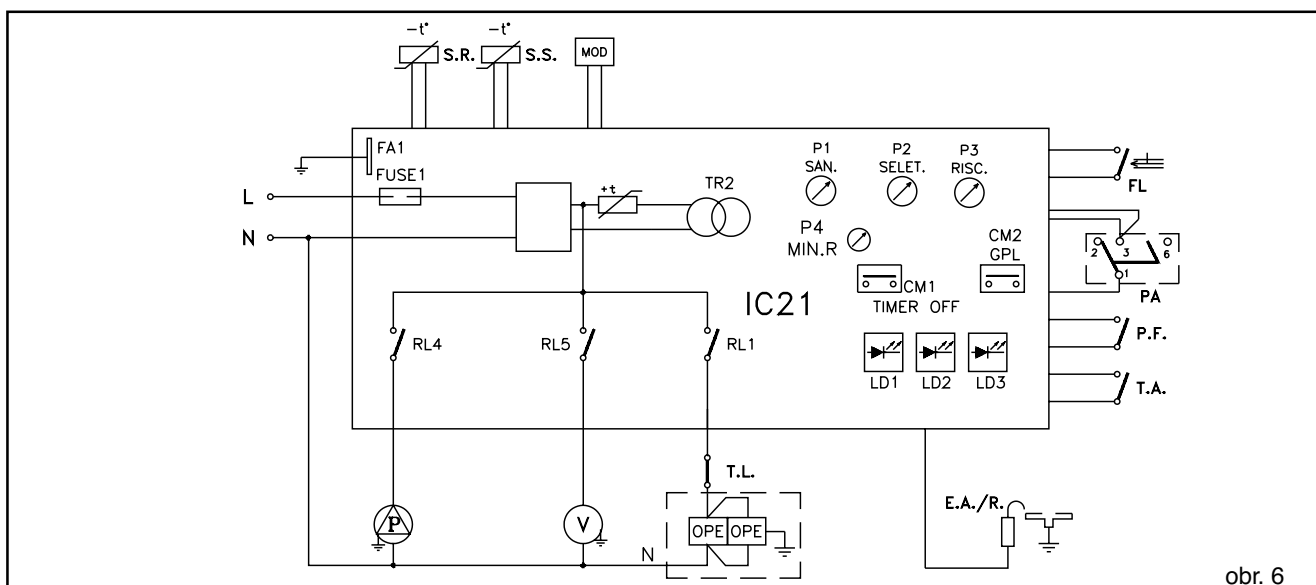 -t° -t°
S.R. S.S. MOD
FA1
FUSE1
L
N
+t
TR2
P1 P2 P3
SAN. SELET. RISC.
P4
MIN.R
CM2
GPL
CM1
TIMER OFF
IC21
LD1 LD2 LD3
FL
2 3 6
1
PA
P.F.
T.A.
RL4 RL5 RL1
T.L.
P V OPE OPE
N
E.A./R.
obr. 6